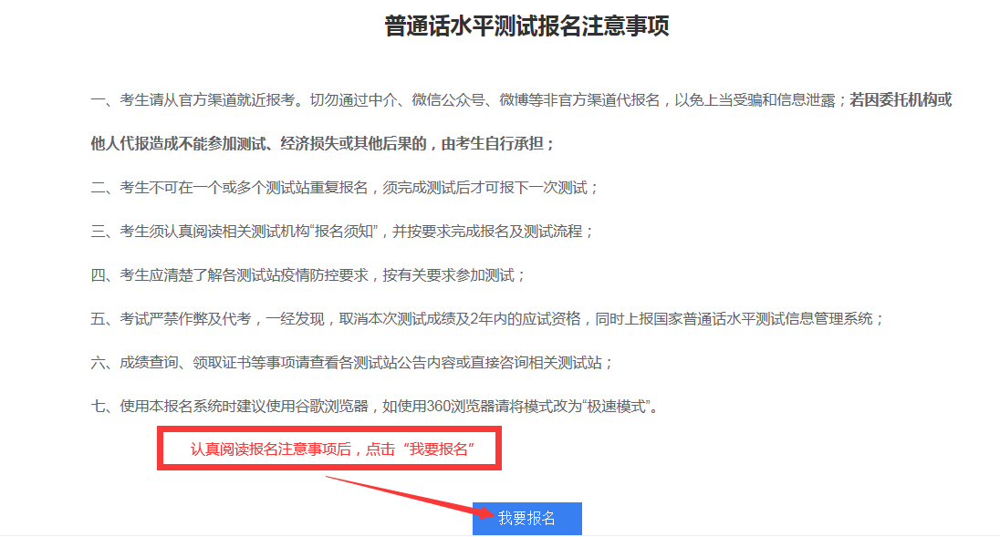 普通话水平测试报名注意事项
一、考生请从官方渠道就近报考。切勿通过中介、微信公众号、微博等非官方渠道代报名，以免上当受骗和信息泄露；若因委托机构或
他人代报造成不能参加测试、经济损失或其他后果的，由考生自行承担；
二、考生不可在一个或多个测试站重复报名，须完成测试后才可报下一次测试；
三、考生须认真阅读相关测试机构“报名须知”，并按要求完成报名及测试流程；
四、考生应清楚了解各测试站疫情防控要求，按有关要求参加测试；
五、考试严禁作弊及代考，一经发现，取消本次测试成绩及2年内的应试资格，同时上报国家普通话水平测试信息管理系统；
六、成绩查询、领取证书等事项请查看各测试站公告内容或直接咨询相关测试站；
七、使用本报名系统时建议使用谷歌浏览器，如使用360浏览器请将模式改为“极速模式”。
认真阅读报名注意事项后，点击“我要报名”
我要报名